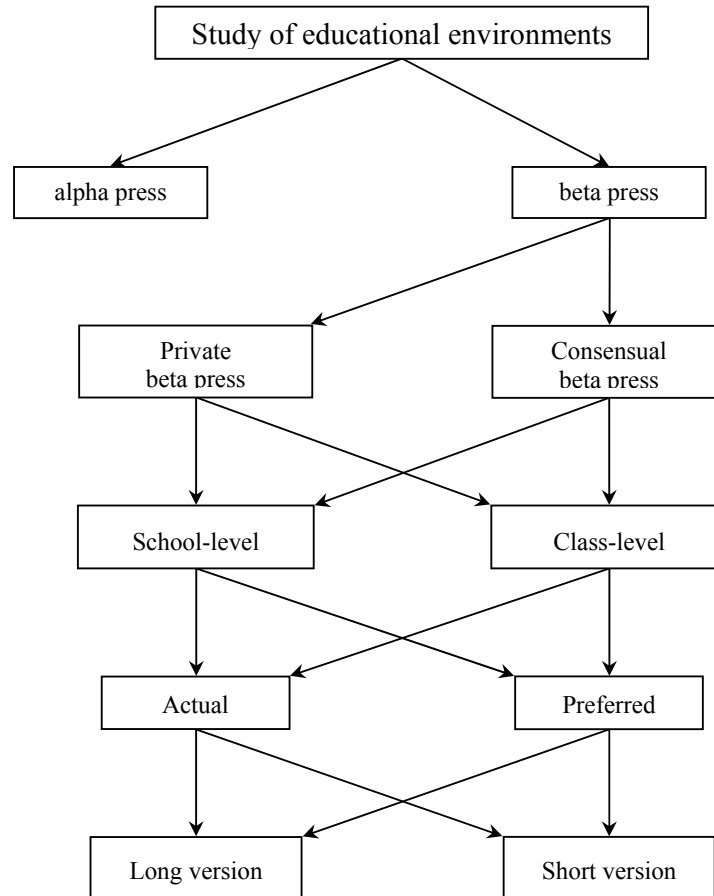 Study of educational environments
alpha press
beta press
Private
beta press
Consensual
beta press
School-level
Class-level
Actual
Preferred
Long version
Short version